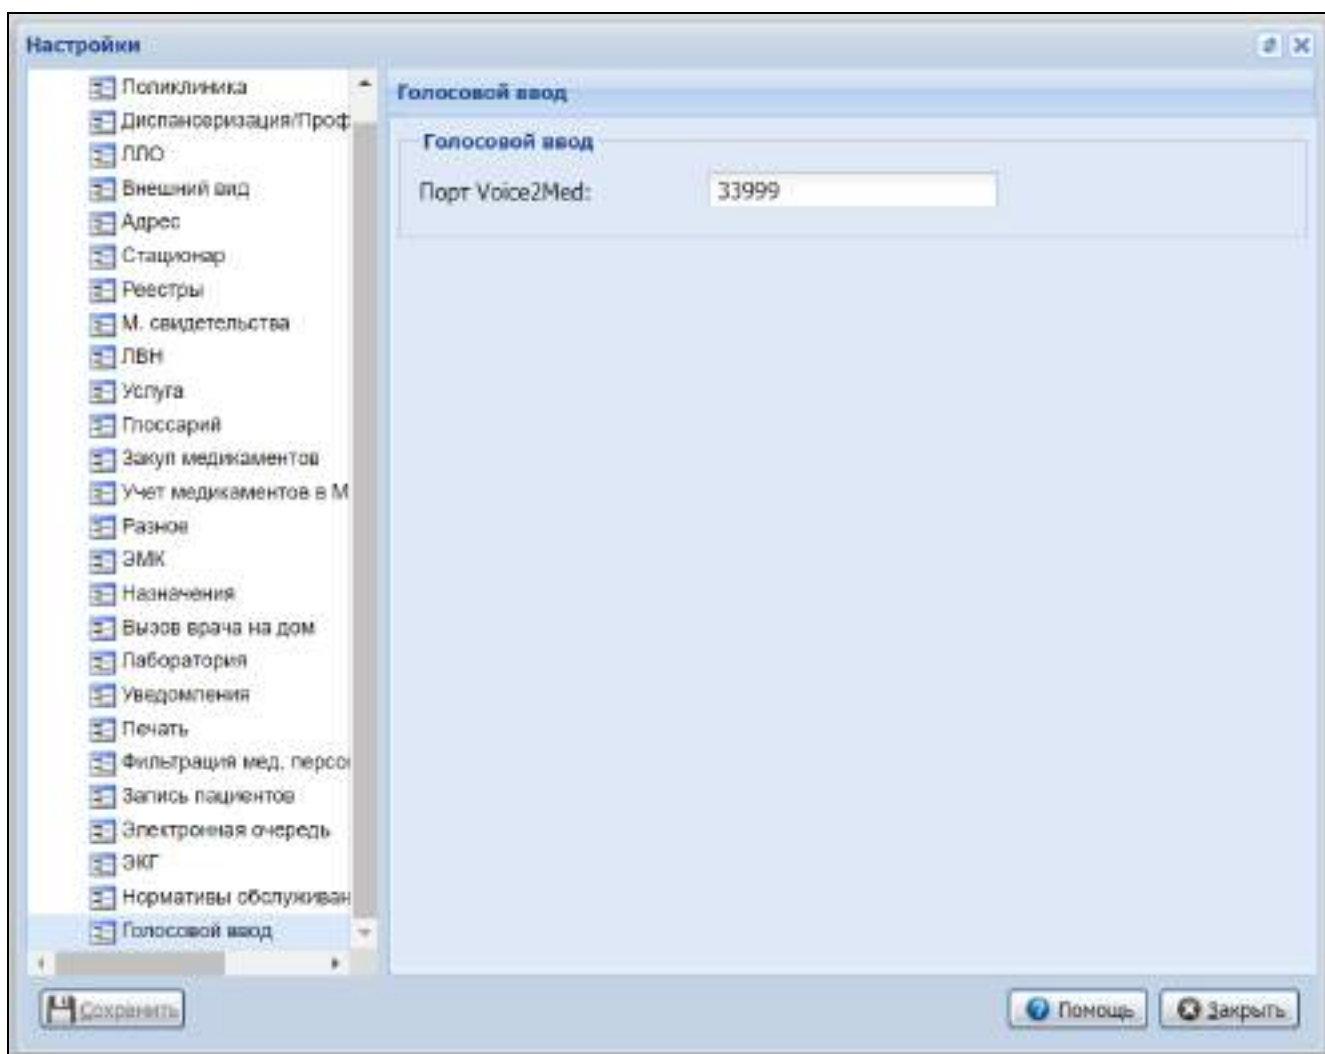 Настройки
Поликлиника
Диспансеризация/Проф
ЛЛО
Внешний вид
Адрес
Стационар
Реестры
М. свидетельства
ЛВН
Услуга
Глоссарий
Закуп медикаментов
Учет медикаментов в М
Разное
ЭМК
Назначения
Вызов врача на дом
Лаборатория
Уведомления
Печать
Фильтрация мед. персо
Запись пациентов
Электронная очередь
ЭКГ
Нормативы обслуживан
Голосовой ввод
Голосовой ввод
Голосовой ввод
Порт Voice2Med: 33999
Сохранить
Помощь
Закрыть